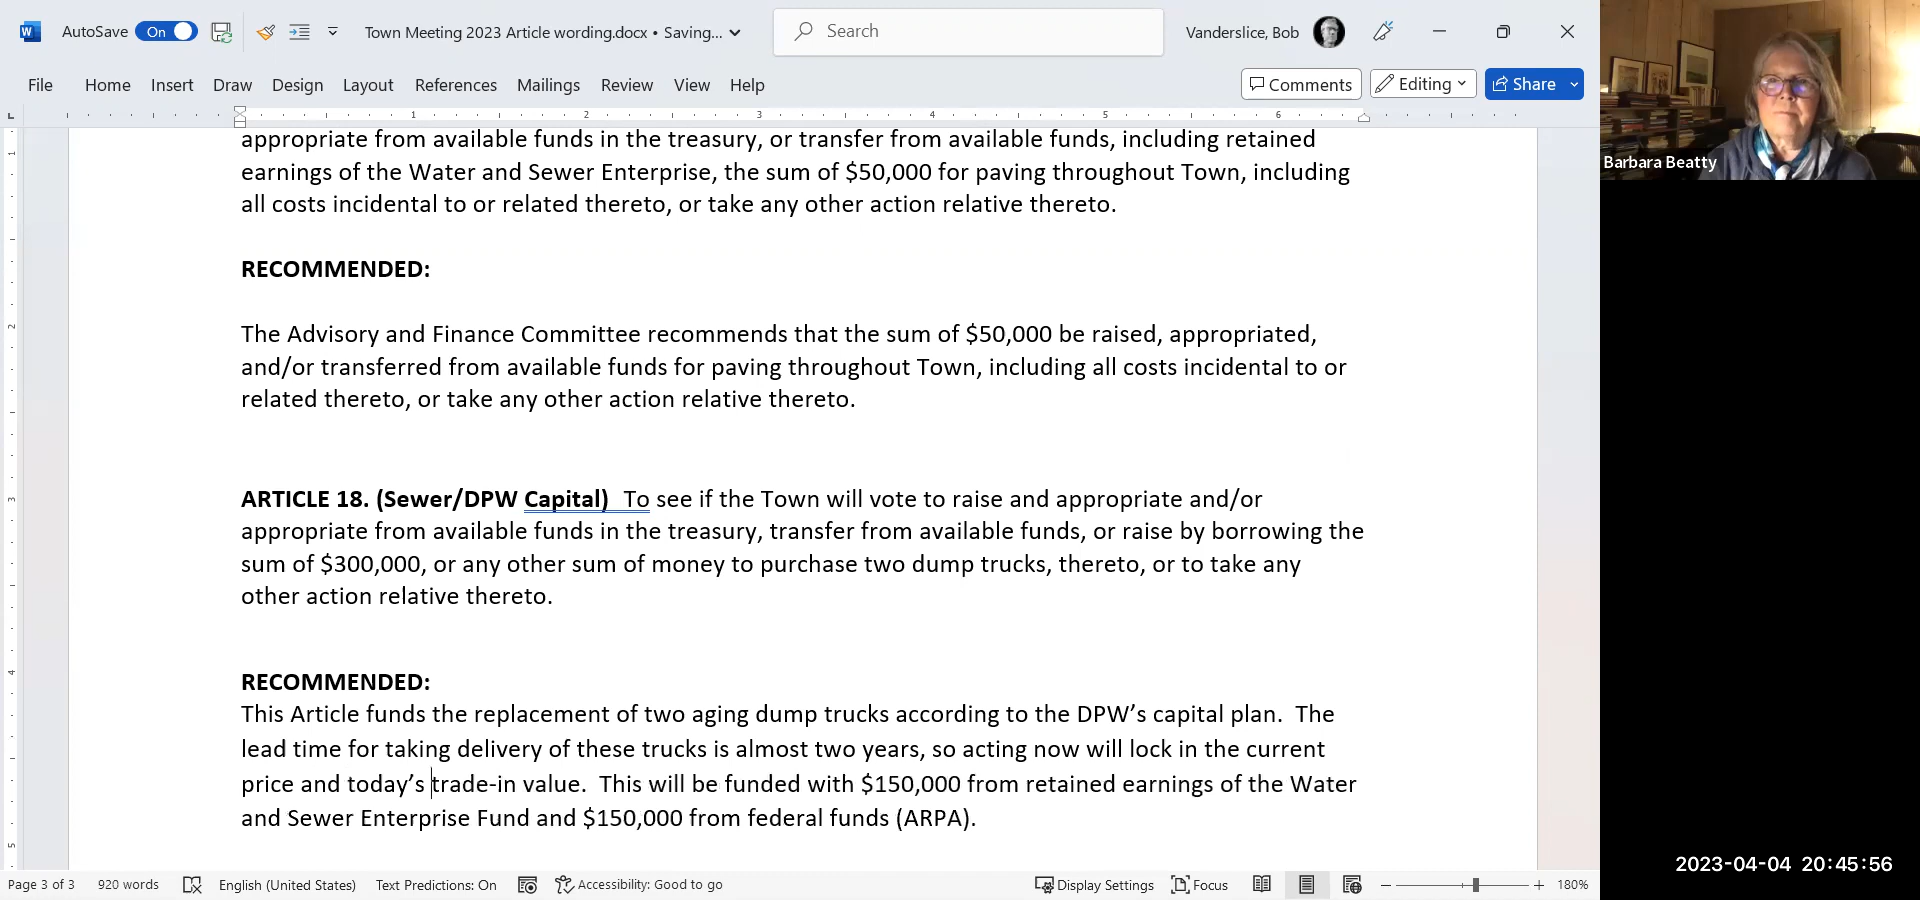 AutoSave On Town Meeting 2023 Article wording.docx • Saving... Search Vanderslice, Bob
File Home Insert Draw Design Layout References Mailings Review View Help Comments Editing Share
1 2 3 4 5 6
appropriate from available funds in the treasury, or transfer from available funds, including retained
earnings of the Water and Sewer Enterprise, the sum of $50,000 for paving throughout Town, including
all costs incidental to or related thereto, or take any other action relative thereto.
RECOMMENDED:
The Advisory and Finance Committee recommends that the sum of $50,000 be raised, appropriated,
and/or transferred from available funds for paving throughout Town, including all costs incidental to or
related thereto, or take any other action relative thereto.
ARTICLE 18. (Sewer/DPW Capital) To see if the Town will vote to raise and appropriate and/or
appropriate from available funds in the treasury, transfer from available funds, or raise by borrowing the
sum of $300,000, or any other sum of money to purchase two dump trucks, thereto, or to take any
other action relative thereto.
RECOMMENDED:
This Article funds the replacement of two aging dump trucks according to the DPW’s capital plan. The
lead time for taking delivery of these trucks is almost two years, so acting now will lock in the current
price and today’s trade-in value. This will be funded with $150,000 from retained earnings of the Water
and Sewer Enterprise Fund and $150,000 from federal funds (ARPA).
1
2
3
4
5
Page 3 of 3 920 words English (United States) Text Predictions: On Accessibility: Good to go Display Settings Focus 180%
Barbara Beatty
2023-04-04 20:45:56